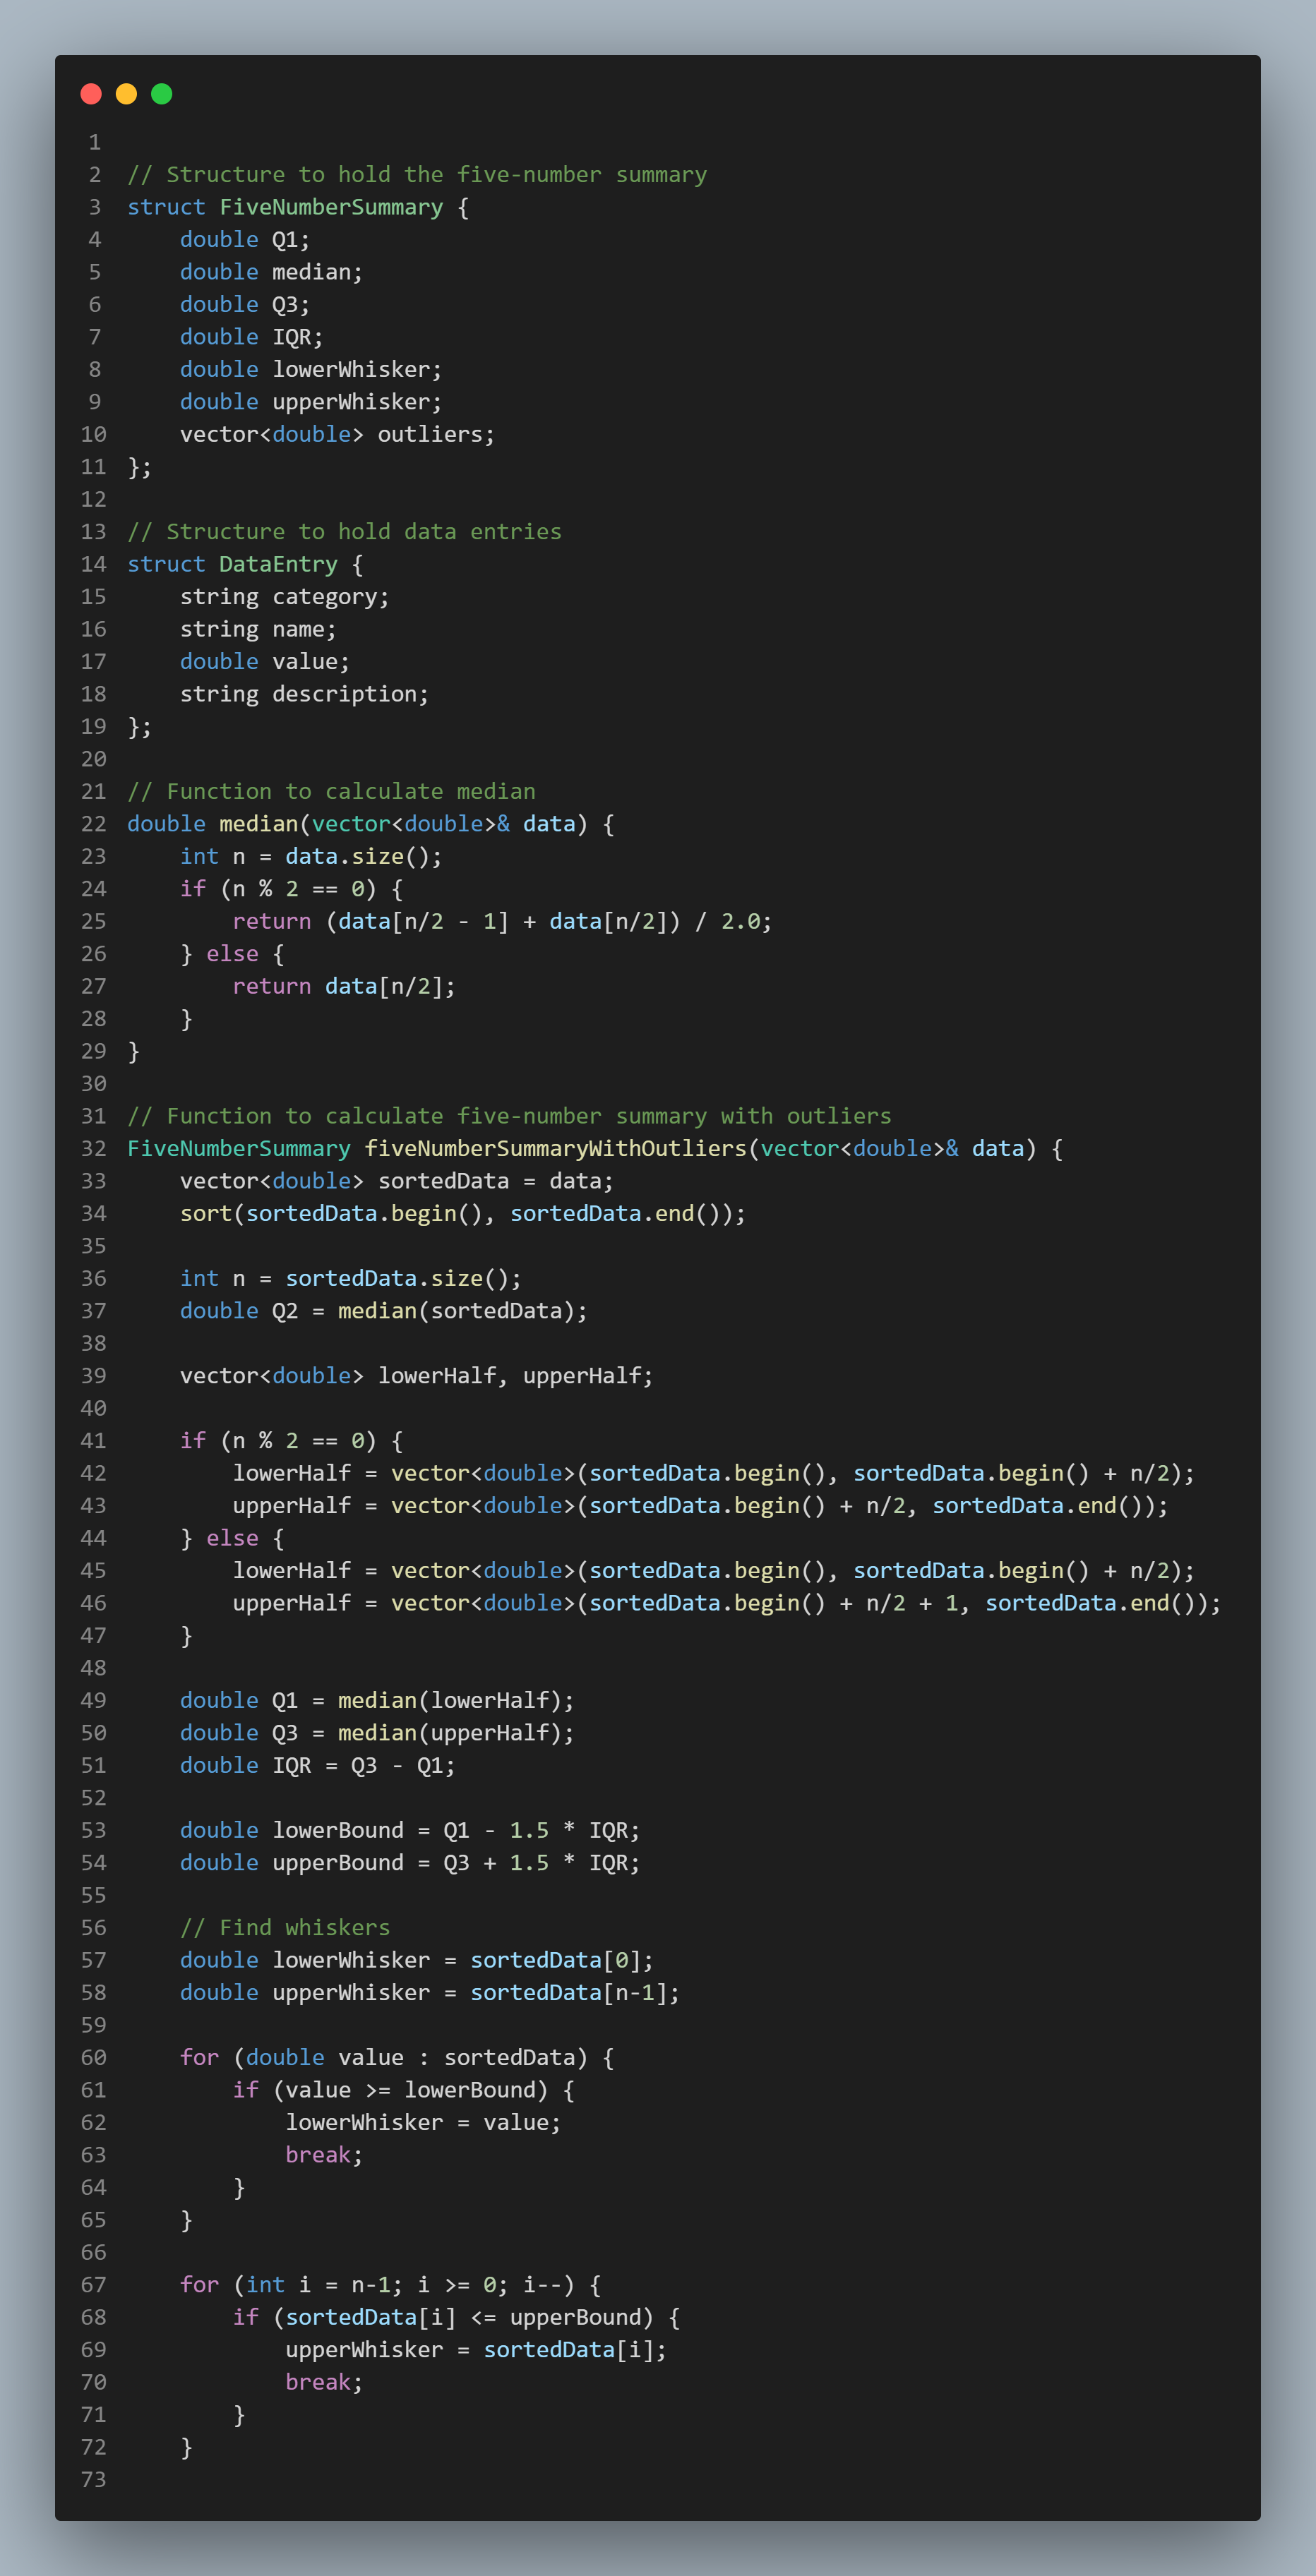 1
2 // Structure to hold the five-number summary
3 struct FiveNumberSummary {
4     double Q1;
5     double median;
6     double Q3;
7     double IQR;
8     double lowerWhisker;
9     double upperWhisker;
10     vector<double> outliers;
11 };
12
13 // Structure to hold data entries
14 struct DataEntry {
15     string category;
16     string name;
17     double value;
18     string description;
19 };
20
21 // Function to calculate median
22 double median(vector<double>& data) {
23     int n = data.size();
24     if (n % 2 == 0) {
25         return (data[n/2 - 1] + data[n/2]) / 2.0;
26     } else {
27         return data[n/2];
28     }
29 }
30
31 // Function to calculate five-number summary with outliers
32 FiveNumberSummary fiveNumberSummaryWithOutliers(vector<double>& data) {
33     vector<double> sortedData = data;
34     sort(sortedData.begin(), sortedData.end());
35
36     int n = sortedData.size();
37     double Q2 = median(sortedData);
38
39     vector<double> lowerHalf, upperHalf;
40
41     if (n % 2 == 0) {
42         lowerHalf = vector<double>(sortedData.begin(), sortedData.begin() + n/2);
43         upperHalf = vector<double>(sortedData.begin() + n/2, sortedData.end());
44     } else {
45         lowerHalf = vector<double>(sortedData.begin(), sortedData.begin() + n/2);
46         upperHalf = vector<double>(sortedData.begin() + n/2 + 1, sortedData.end());
47     }
48
49     double Q1 = median(lowerHalf);
50     double Q3 = median(upperHalf);
51     double IQR = Q3 - Q1;
52
53     double lowerBound = Q1 - 1.5 * IQR;
54     double upperBound = Q3 + 1.5 * IQR;
55
56     // Find whiskers
57     double lowerWhisker = sortedData[0];
58     double upperWhisker = sortedData[n-1];
59
60     for (double value : sortedData) {
61         if (value >= lowerBound) {
62             lowerWhisker = value;
63             break;
64         }
65     }
66
67     for (int i = n-1; i >= 0; i--) {
68         if (sortedData[i] <= upperBound) {
69             upperWhisker = sortedData[i];
70             break;
71         }
72     }
73